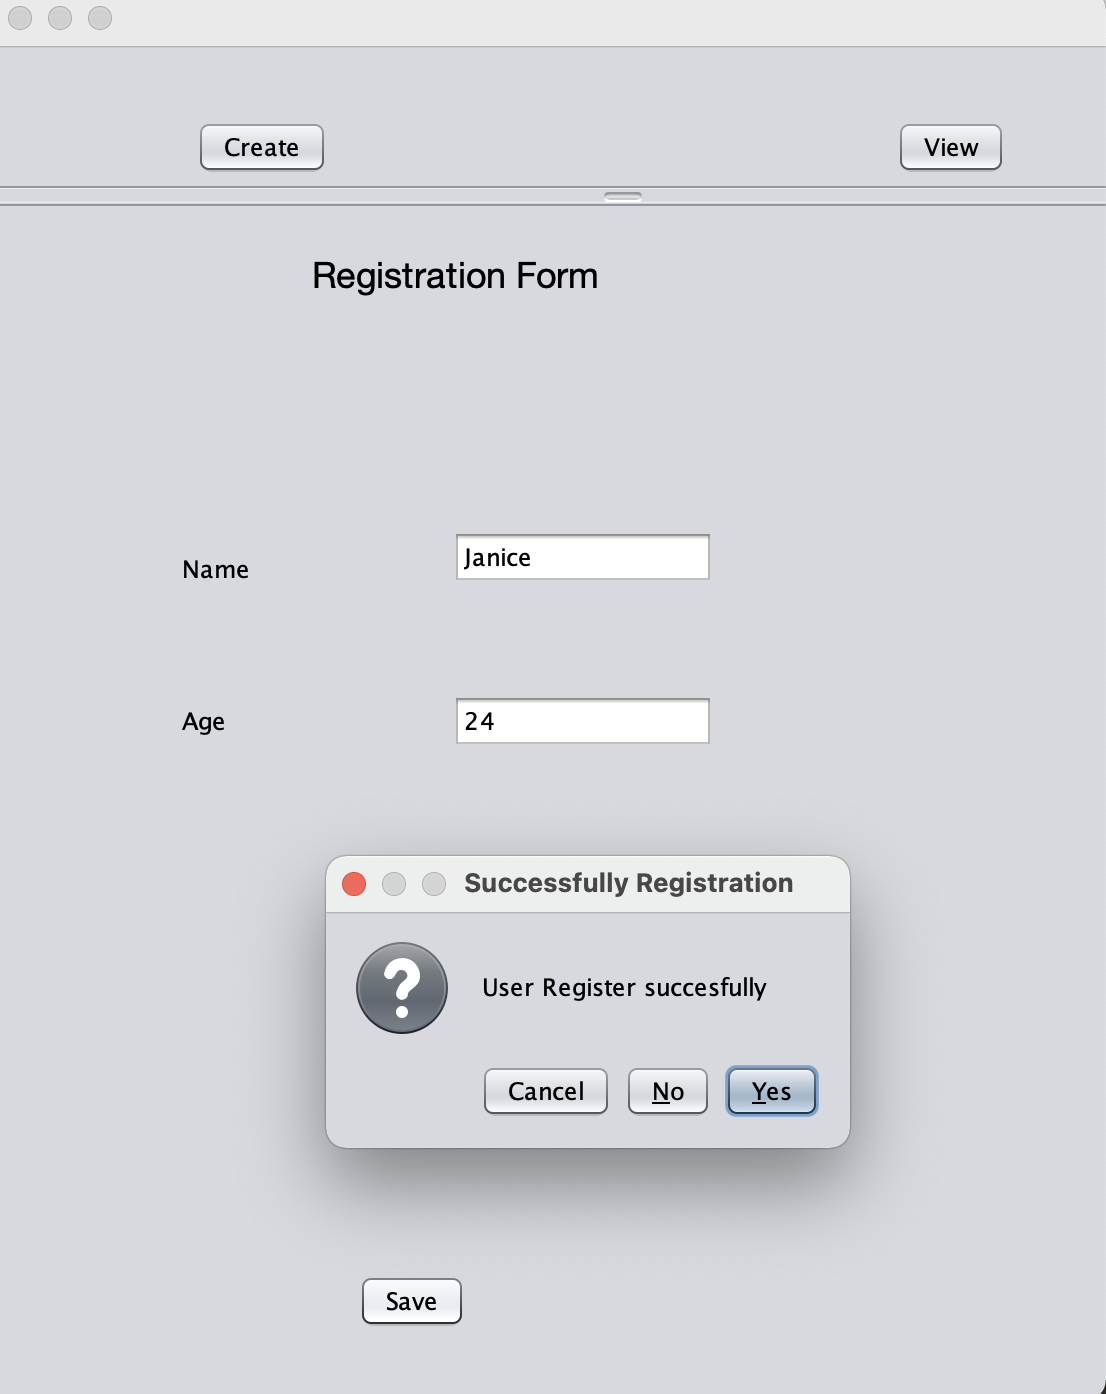 Create
View
Registration Form
Name
Janice
Age
24
Successfully Registration
?
User Register succesfully
Cancel
No
Yes
Save